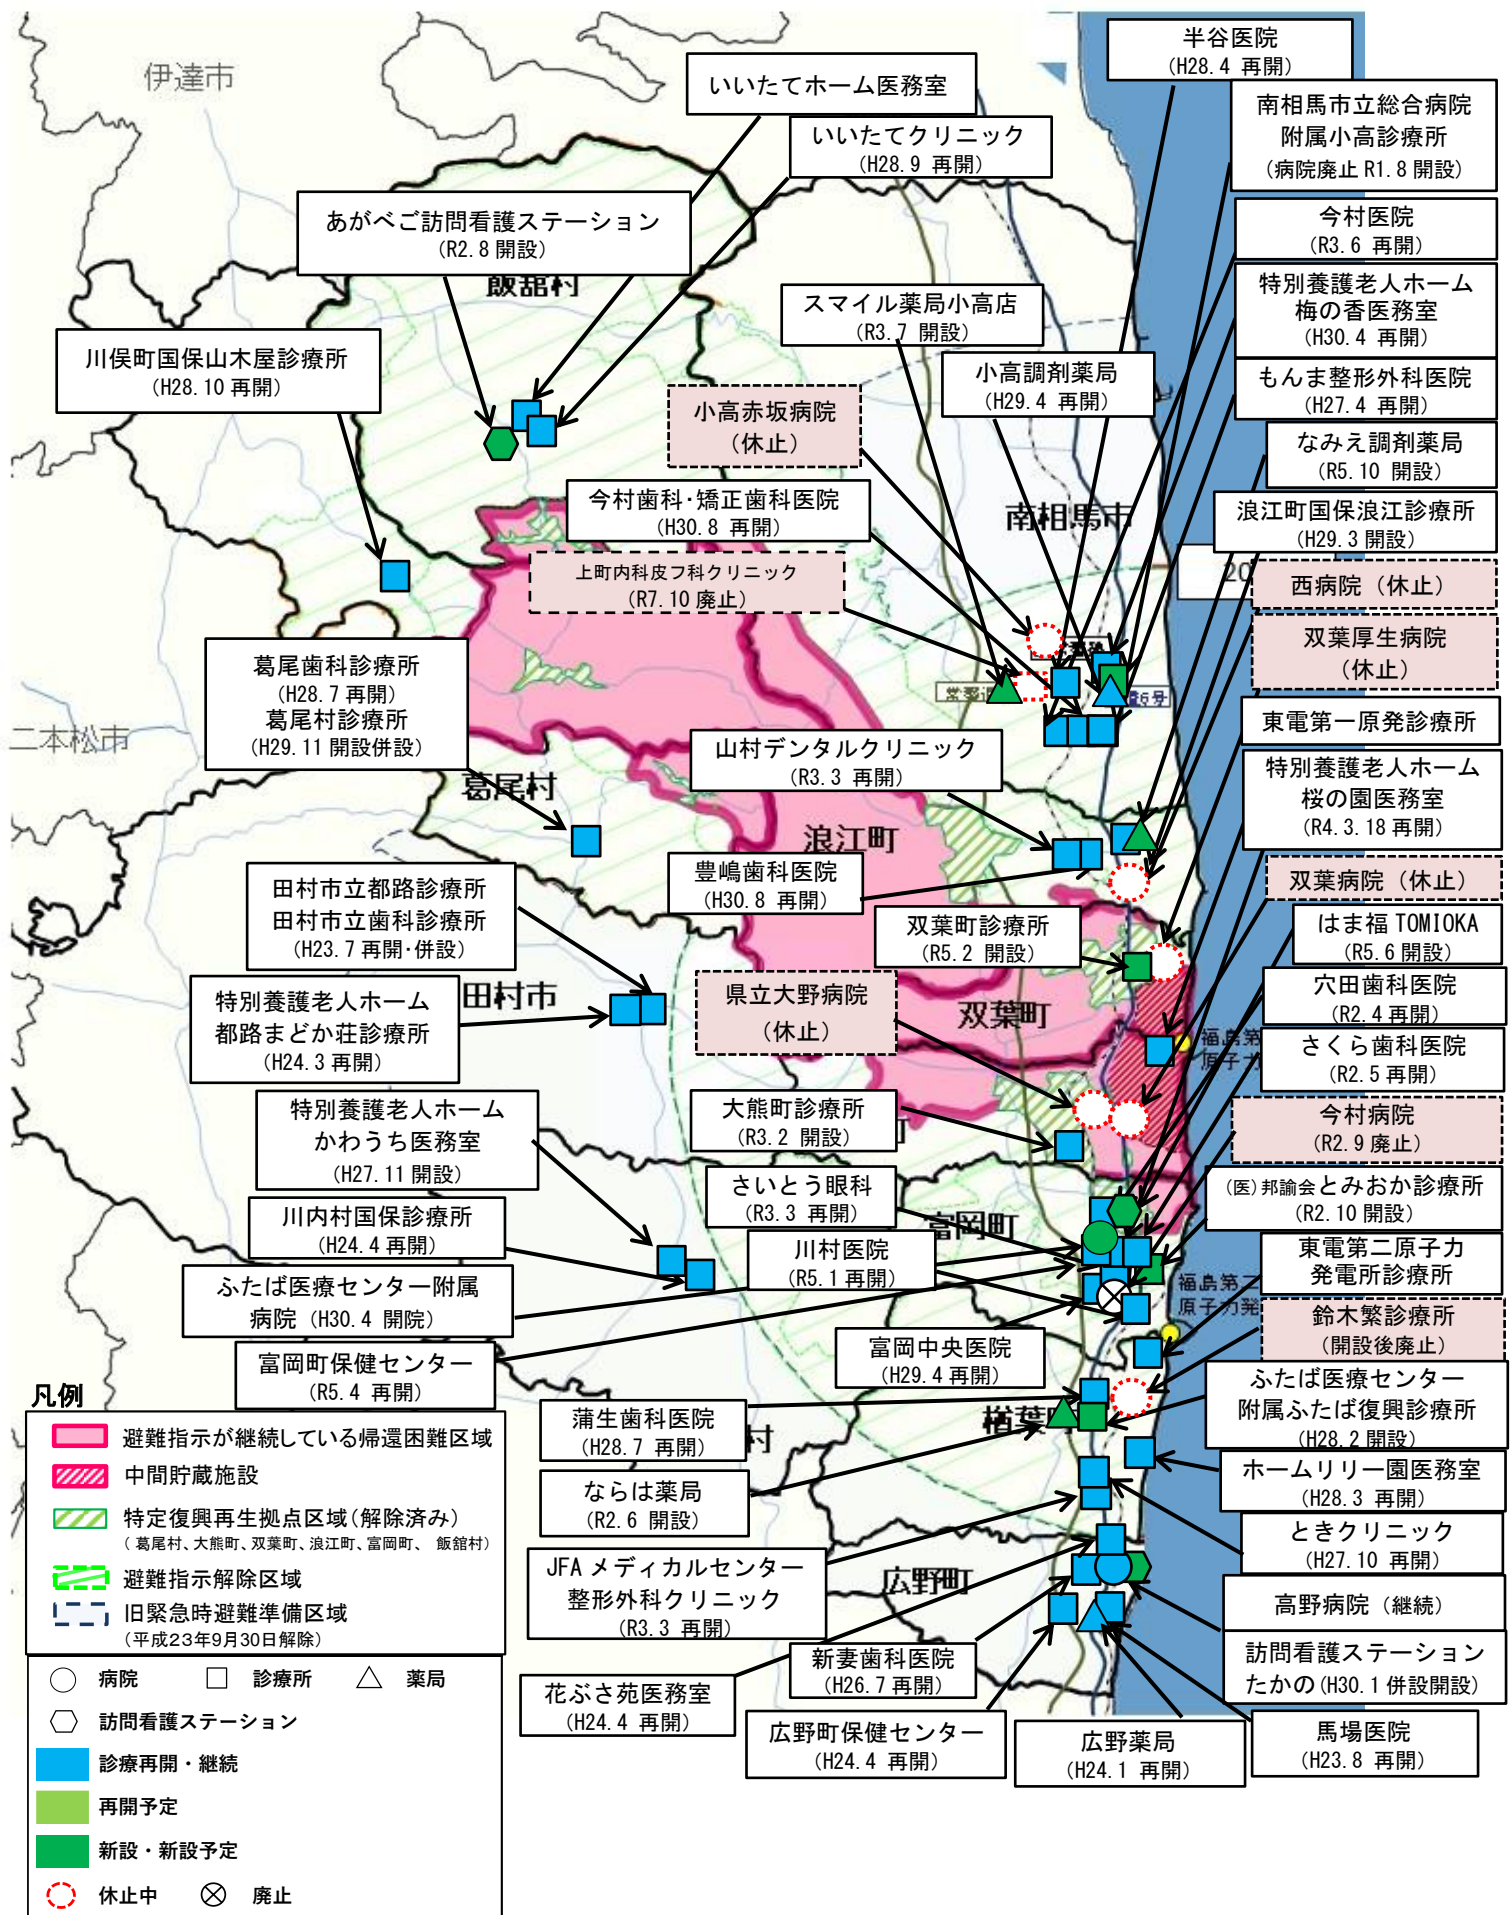 伊達市
半谷医院
(H28.4 再開)
いいたてホーム医務室
南相馬市立総合病院
附属小高診療所
(病院廃止 R1.8 開設)
いいたてクリニック
(H28.9 再開)
あがべご訪問看護ステーション
(R2.8 開設)
飯舘村
今村医院
(R3.6 再開)
特別養護老人ホーム
梅の香医務室
(H30.4 再開)
スマイル薬局小高店
(R3.7 開設)
川俣町国保山木屋診療所
(H28.10 再開)
小高調剤薬局
(H29.4 再開)
もんま整形外科医院
(H27.4 再開)
小高赤坂病院
(休止)
なみえ調剤薬局
(R5.10 開設)
今村歯科・矯正歯科医院
(H30.8 再開)
南相馬市
浪江町国保浪江診療所
(H29.3 開設)
上町内科皮フ科クリニック
(R7.10 廃止)
20
西病院(休止)
双葉厚生病院
(休止)
葛尾歯科診療所
(H28.7 再開)
葛尾村診療所
(H29.11 開設併設)
二本松市
6号
東電第一原発診療所
山村デンタルクリニック
(R3.3 再開)
特別養護老人ホーム
桜の園医務室
(R4.3.18 再開)
葛尾村
浪江町
豊嶋歯科医院
(H30.8 再開)
双葉病院(休止)
田村市立都路診療所
田村市立歯科診療所
(H23.7 再開・併設)
双葉町診療所
(R5.2 開設)
はま福 TOMIOKA
(R5.6 開設)
田村市
特別養護老人ホーム
都路まどか荘診療所
(H24.3 再開)
県立大野病院
(休止)
双葉町
穴田歯科医院
(R2.4 再開)
福島第
原子力
さくら歯科医院
(R2.5 再開)
特別養護老人ホーム
かわうち医務室
(H27.11 開設)
大熊町診療所
(R3.2 開設)
町
今村病院
(R2.9 廃止)
さいとう眼科
(R3.3 再開)
富岡町
(医)邦諭会とみおか診療所
(R2.10 開設)
川内村国保診療所
(H24.4 再開)
川村医院
(R5.1 再開)
東電第二原子力
発電所診療所
福島第二
原子力発
ふたば医療センター附属
病院 (H30.4 開院)
鈴木繁診療所
(開設後廃止)
富岡町保健センター
(R5.4 再開)
富岡中央医院
(H29.4 再開)
ふたば医療センター
附属ふたば復興診療所
(H28.2 開設)
蒲生歯科医院
(H28.7 再開)
楢葉町
村
ホームリリー園医務室
(H28.3 再開)
ならは薬局
(R2.6 開設)
ときクリニック
(H27.10 再開)
JFA メディカルセンター
整形外科クリニック
(R3.3 再開)
広野町
高野病院(継続)
新妻歯科医院
(H26.7 再開)
訪問看護ステーション
たかの(H30.1 併設開設)
花ぶさ苑医務室
(H24.4 再開)
広野町保健センター
(H24.4 再開)
広野薬局
(H24.1 再開)
馬場医院
(H23.8 再開)
凡例
避難指示が継続している帰還困難区域
中間貯蔵施設
特定復興再生拠点区域(解除済み)
(葛尾村、大熊町、双葉町、浪江町、富岡町、飯舘村)
避難指示解除区域
旧緊急時避難準備区域
(平成23年9月30日解除)
病院 診療所 薬局
訪問看護ステーション
診療再開・継続
再開予定
新設・新設予定
休止中 廃止